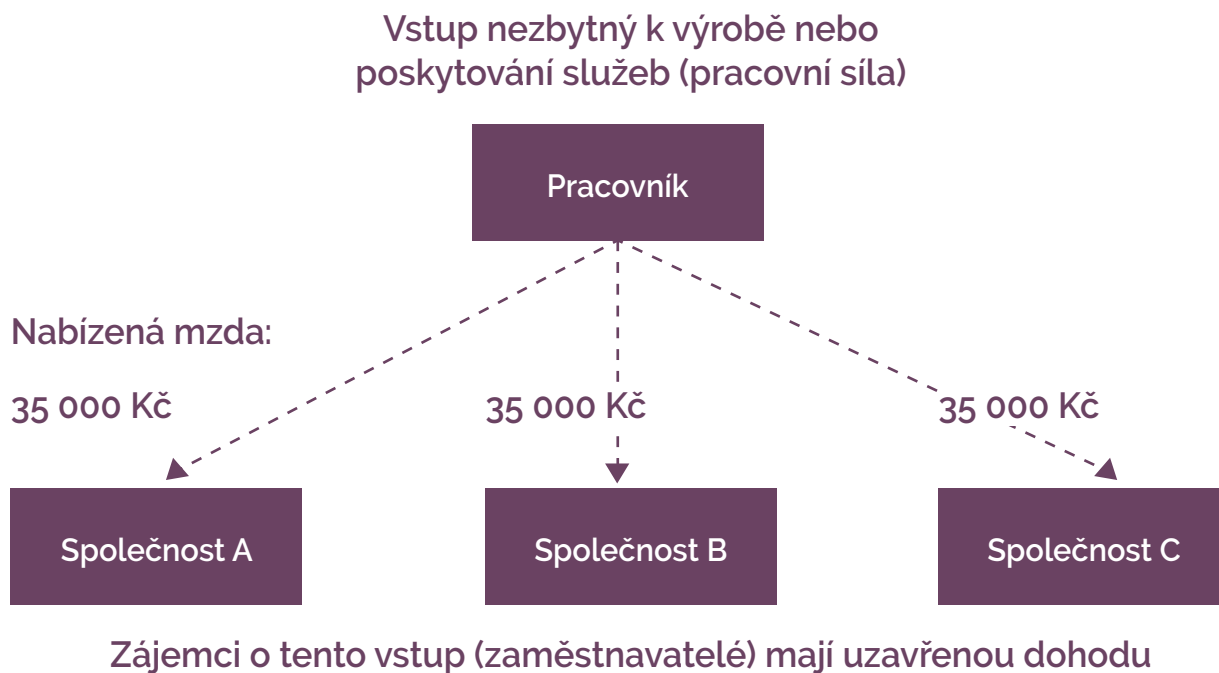 Vstup nezbytný k výrobě nebo
poskytování služeb (pracovní síla)
Pracovník
Nabízená mzda:
35 000 Kč
35 000 Kč
35 000 Kč
Společnost A
Společnost B
Společnost C
Zájemci o tento vstup (zaměstnavatelé) mají uzavřenou dohodu